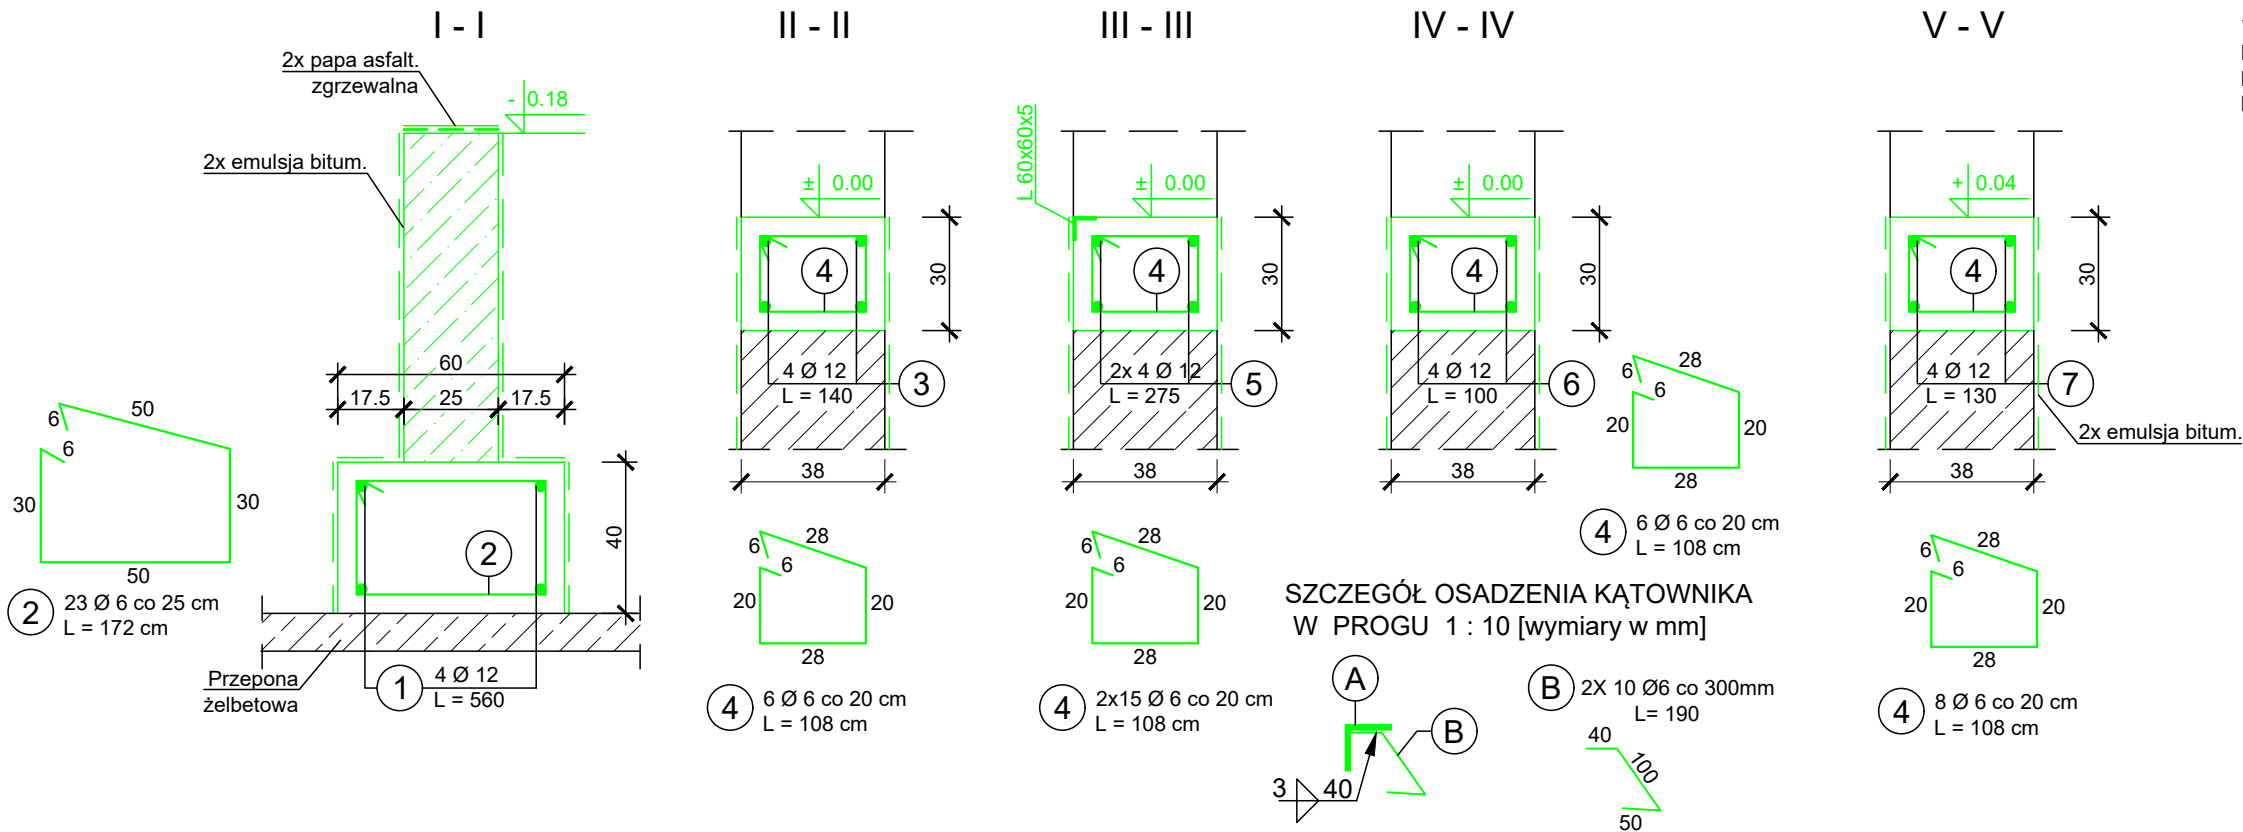 I - I
II - II
III - III
IV - IV
V - V
2x papa asfalt.
zgrzewalna
- 0.18
2x emulsja bitum.
60
17.5
25
17.5
40
6
50
6
30
30
50
2
23 Ø 6 co 25 cm
L = 172 cm
2
Przepona
żelbetowa
1
4 Ø 12
L = 560
± 0.00
4
30
4 Ø 12
L = 140
3
38
6
28
6
20
20
28
4
6 Ø 6 co 20 cm
L = 108 cm
L 60x60x5
± 0.00
4
30
2x 4 Ø 12
L = 275
5
38
6
28
6
20
20
28
4
2x15 Ø 6 co 20 cm
L = 108 cm
± 0.00
4
30
4 Ø 12
L = 100
6
38
6
28
6
20
20
28
4
6 Ø 6 co 20 cm
L = 108 cm
SZCZEGÓŁ OSADZENIA KĄTOWNIKA
W PROGU 1 : 10 [wymiary w mm]
A
B
3
40
B
2X 10 Ø6 co 300mm
L= 190
40
100
50
+ 0.04
4
30
4 Ø 12
L = 130
7
2x emulsja bitum.
38
6
28
6
20
20
28
4
8 Ø 6 co 20 cm
L = 108 cm